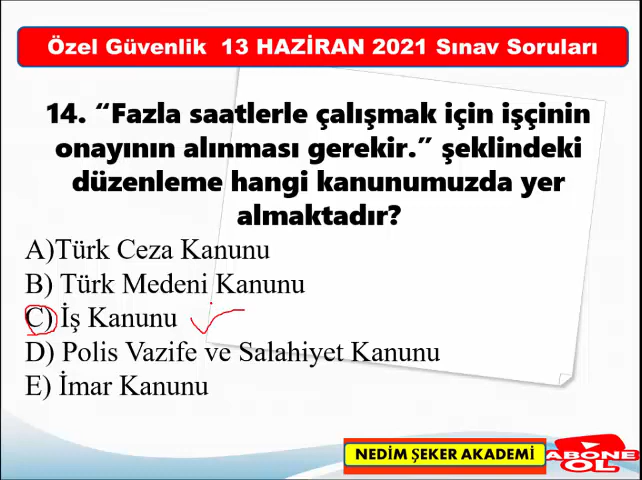 Özel Güvenlik 13 HAZİRAN 2021 Sınav Soruları
14. “Fazla saatlerle çalışmak için işçinin
onayının alınması gerekir.” şeklindeki
düzenleme hangi kanunumuzda yer
almaktadır?
A)Türk Ceza Kanunu
B) Türk Medeni Kanunu
C) İş Kanunu
D) Polis Vazife ve Salahiyet Kanunu
E) İmar Kanunu
NEDİM ŞEKER AKADEMİ
ABONE
OL